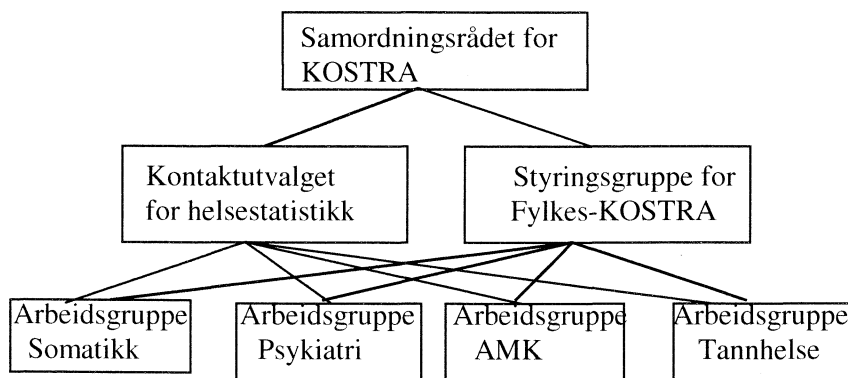 Samordningsrådet for
KOSTRA
Kontaktutvalget
for helsestatistikk
Styringsgruppe for
Fylkes-KOSTRA
Arbeidsgruppe
Somatikk
Arbeidsgruppe
Psykiatri
Arbeidsgruppe
AMK
Arbeidsgruppe
Tannhelse